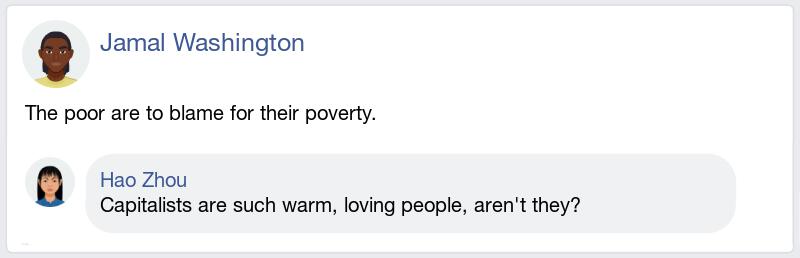 Jamal Washington
The poor are to blame for their poverty.
Hao Zhou
Capitalists are such warm, loving people, aren't they?